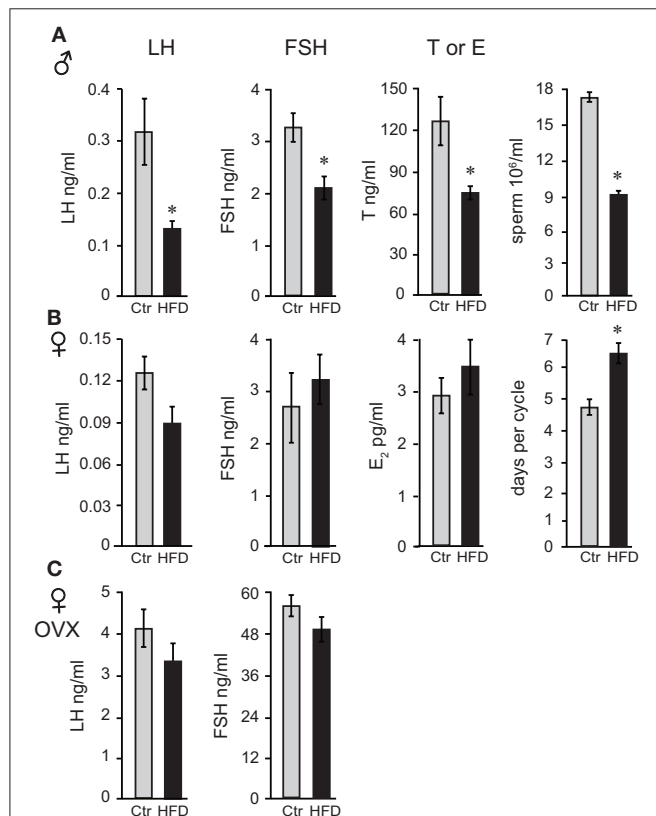 A
♂
LH
FSH
T or E
LH ng/ml
0.4
0.3
0.2
0.1
0
*
Ctr HFD
FSH ng/ml
4
3
2
1
0
*
Ctr HFD
T ng/ml
150
120
90
60
30
0
*
Ctr HFD
sperm 10⁶/ml
18
15
12
9
6
3
0
*
Ctr HFD
B
♀
LH ng/ml
0.15
0.12
0.09
0.06
0.03
0
Ctr HFD
FSH ng/ml
4
3
2
1
0
Ctr HFD
E₂ pg/ml
4
3
2
1
0
Ctr HFD
days per cycle
7
6
5
4
3
2
1
0
*
Ctr HFD
C
♀
OVX
LH ng/ml
5
4
3
2
1
0
Ctr HFD
FSH ng/ml
60
48
36
24
12
0
Ctr HFD